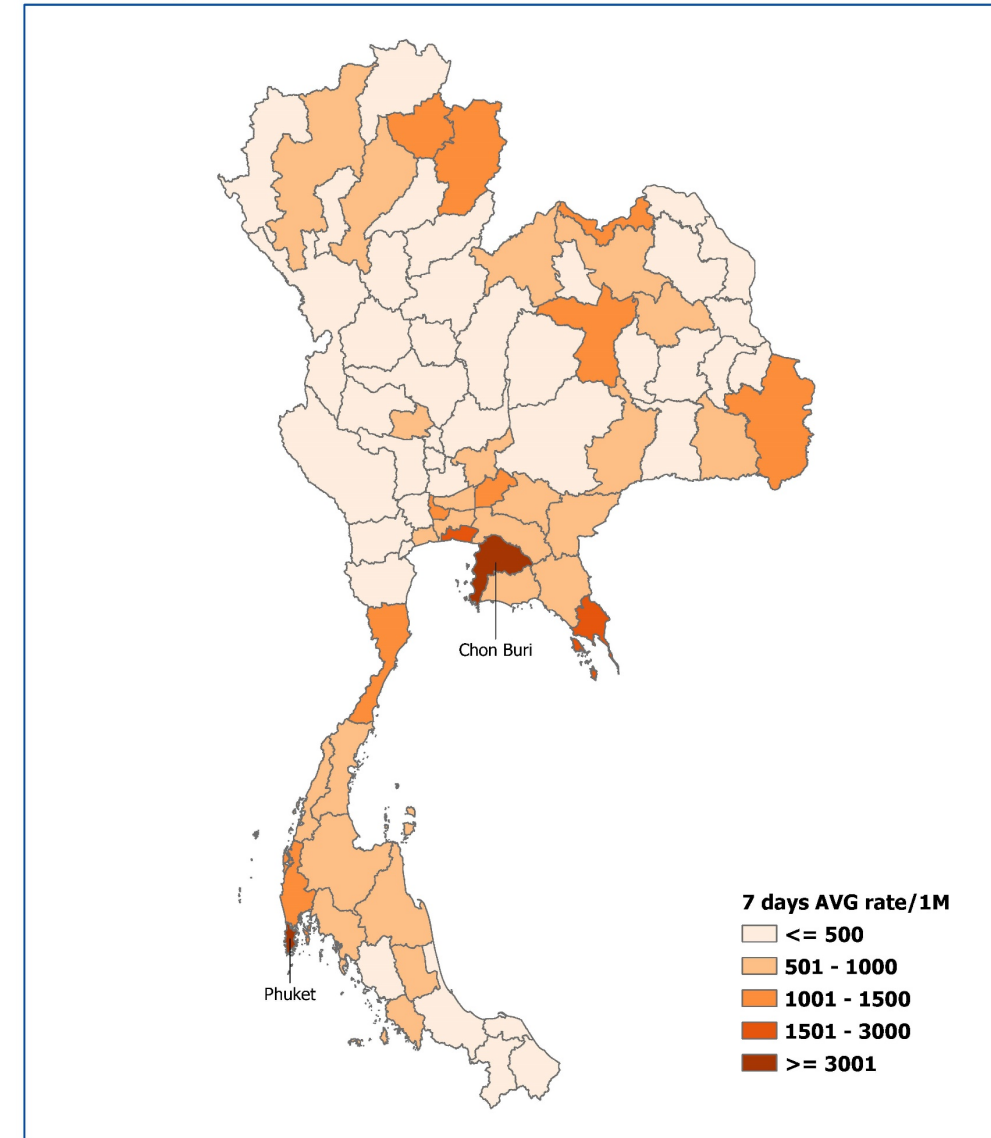 Chon Buri
Phuket
7 days AVG rate/1M
<= 500
501 - 1000
1001 - 1500
1501 - 3000
>= 3001